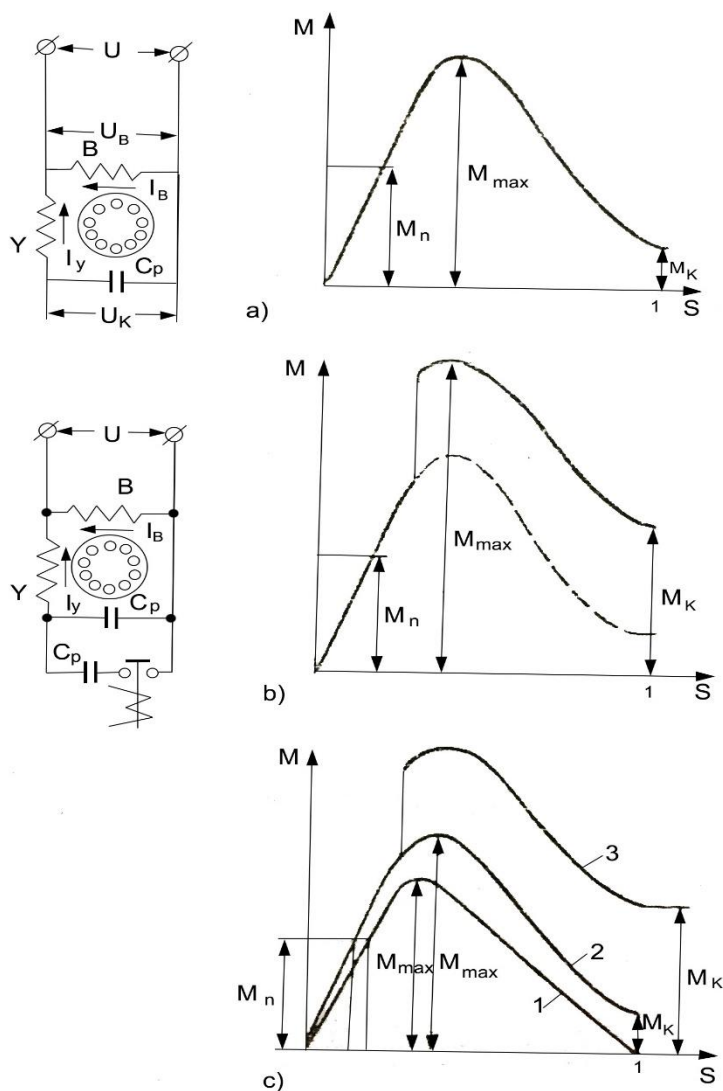 U
U_B
B
I_B
Y
I_y
C_p
U_K
a)
M
M_n
M_max
M_K
1
S
U
B
I_B
Y
I_y
C_p
C_p
b)
M
M_n
M_max
M_K
1
S
c)
M
M_n
M_max
M_max
1
2
3
M_K
M_K
1
S